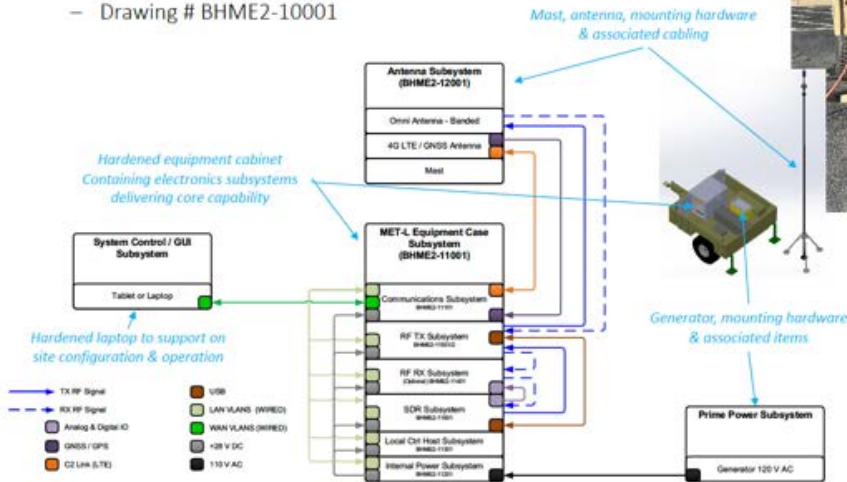 – Drawing # BHME2-10001
Mast, antenna, mounting hardware
& associated cabling
Antenna Subsystem
(BHME2-12001)
Omni Antenna - Banded
4G LTE / GNSS Antenna
Mast
Hardened equipment cabinet
Containing electronics subsystems
delivering core capability
System Control / GUI
Subsystem
Tablet or Laptop
Hardened laptop to support on
site configuration & operation
MET-L Equipment Case
Subsystem
(BHME2-11001)
Communications Subsystem
BHME2-11101
RF TX Subsystem
RF RX Subsystem
(Optional) BHME2-11401
SDR Subsystem
Local Ctrl Host Subsystem
Internal Power Subsystem
Generator, mounting hardware
& associated items
Prime Power Subsystem
Generator 120 V AC
TX RF Signal
RX RF Signal
Analog & Digital IO
GNSS / GPS
C2 Link (LTE)
USB
LAN VLANS (WIRED)
WAN VLANS (WIRED)
+28 V DC
110 V AC